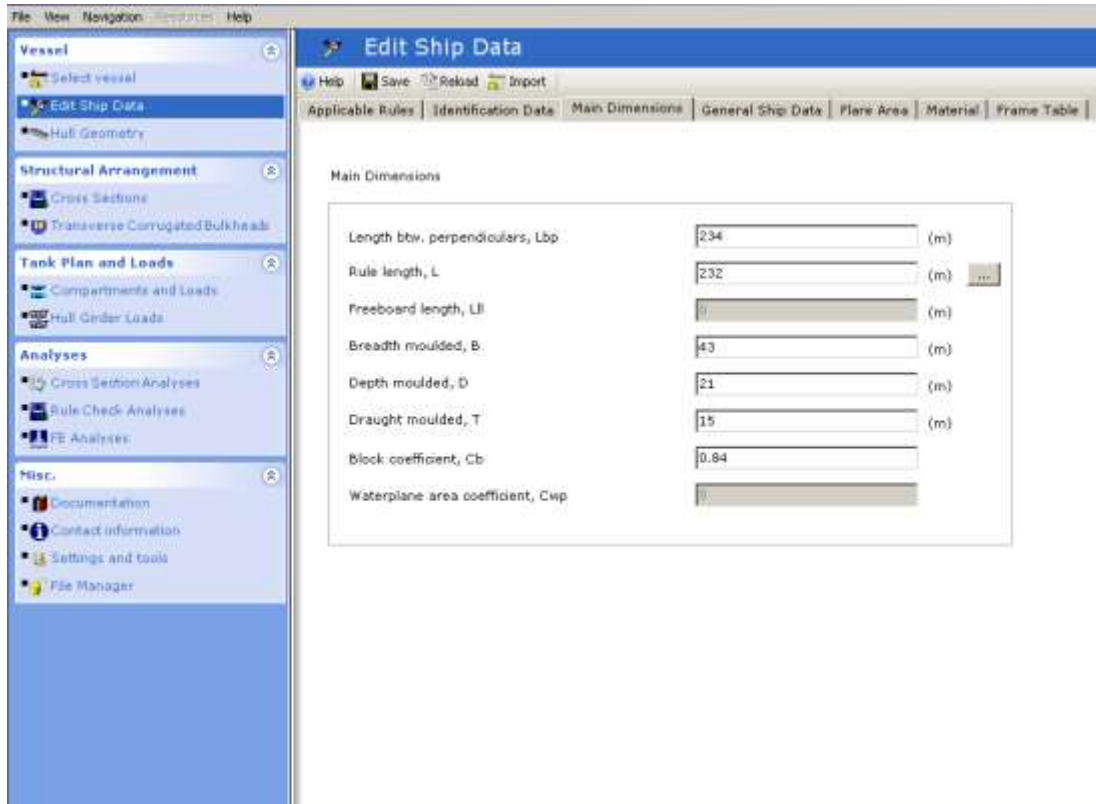 File View Navigation Resources Help
Vessel
Select vessel
Edit Ship Data
Hull Geometry
Structural Arrangement
Cross Sections
Transverse Corrugated Bulkheads
Tank Plan and Loads
Compartments and Loads
Hull Girder Loads
Analyses
Cross Section Analyses
Rule Check Analyses
FE Analyses
Misc.
Documentation
Contact information
Settings and tools
File Manager
Edit Ship Data
Help Save Reload Import
Applicable Rules Identification Data Main Dimensions General Ship Data Flare Area Material Frame Table
Main Dimensions
Length btw. perpendiculars, Lbp 234 (m)
Rule length, L 232 (m) ...
Freeboard length, Lll 0 (m)
Breadth moulded, B 43 (m)
Depth moulded, D 21 (m)
Draught moulded, T 15 (m)
Block coefficient, Cb 0.84
Waterplane area coefficient, Cwp 0